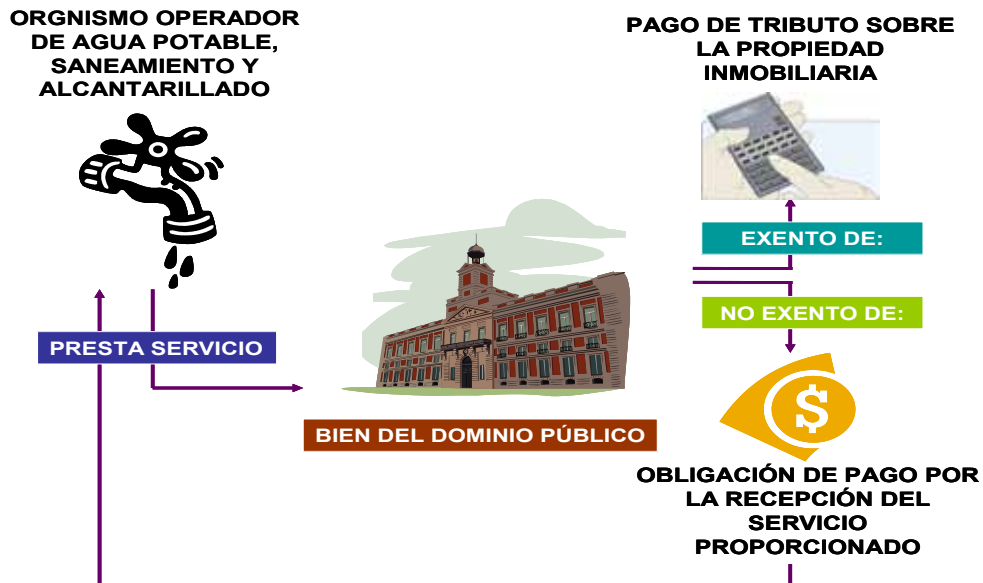 ORGNISMO OPERADOR
DE AGUA POTABLE,
SANEAMIENTO Y
ALCANTARILLADO
PAGO DE TRIBUTO SOBRE
LA PROPIEDAD
INMOBILIARIA
EXENTO DE:
NO EXENTO DE:
PRESTA SERVICIO
BIEN DEL DOMINIO PÚBLICO
$
OBLIGACIÓN DE PAGO POR
LA RECEPCIÓN DEL
SERVICIO
PROPORCIONADO